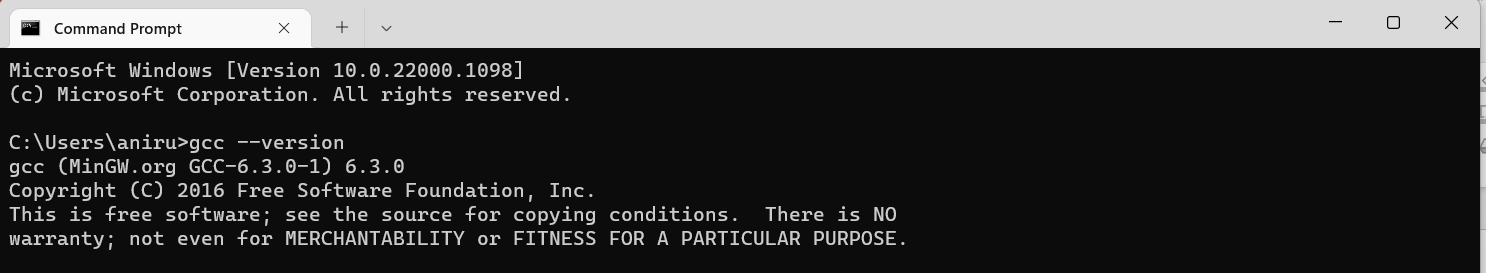 Command Prompt
Microsoft Windows [Version 10.0.22000.1098]
(c) Microsoft Corporation. All rights reserved.
C:\Users\aniru>gcc --version
gcc (MinGW.org GCC-6.3.0-1) 6.3.0
Copyright (C) 2016 Free Software Foundation, Inc.
This is free software; see the source for copying conditions.  There is NO
warranty; not even for MERCHANTABILITY or FITNESS FOR A PARTICULAR PURPOSE.